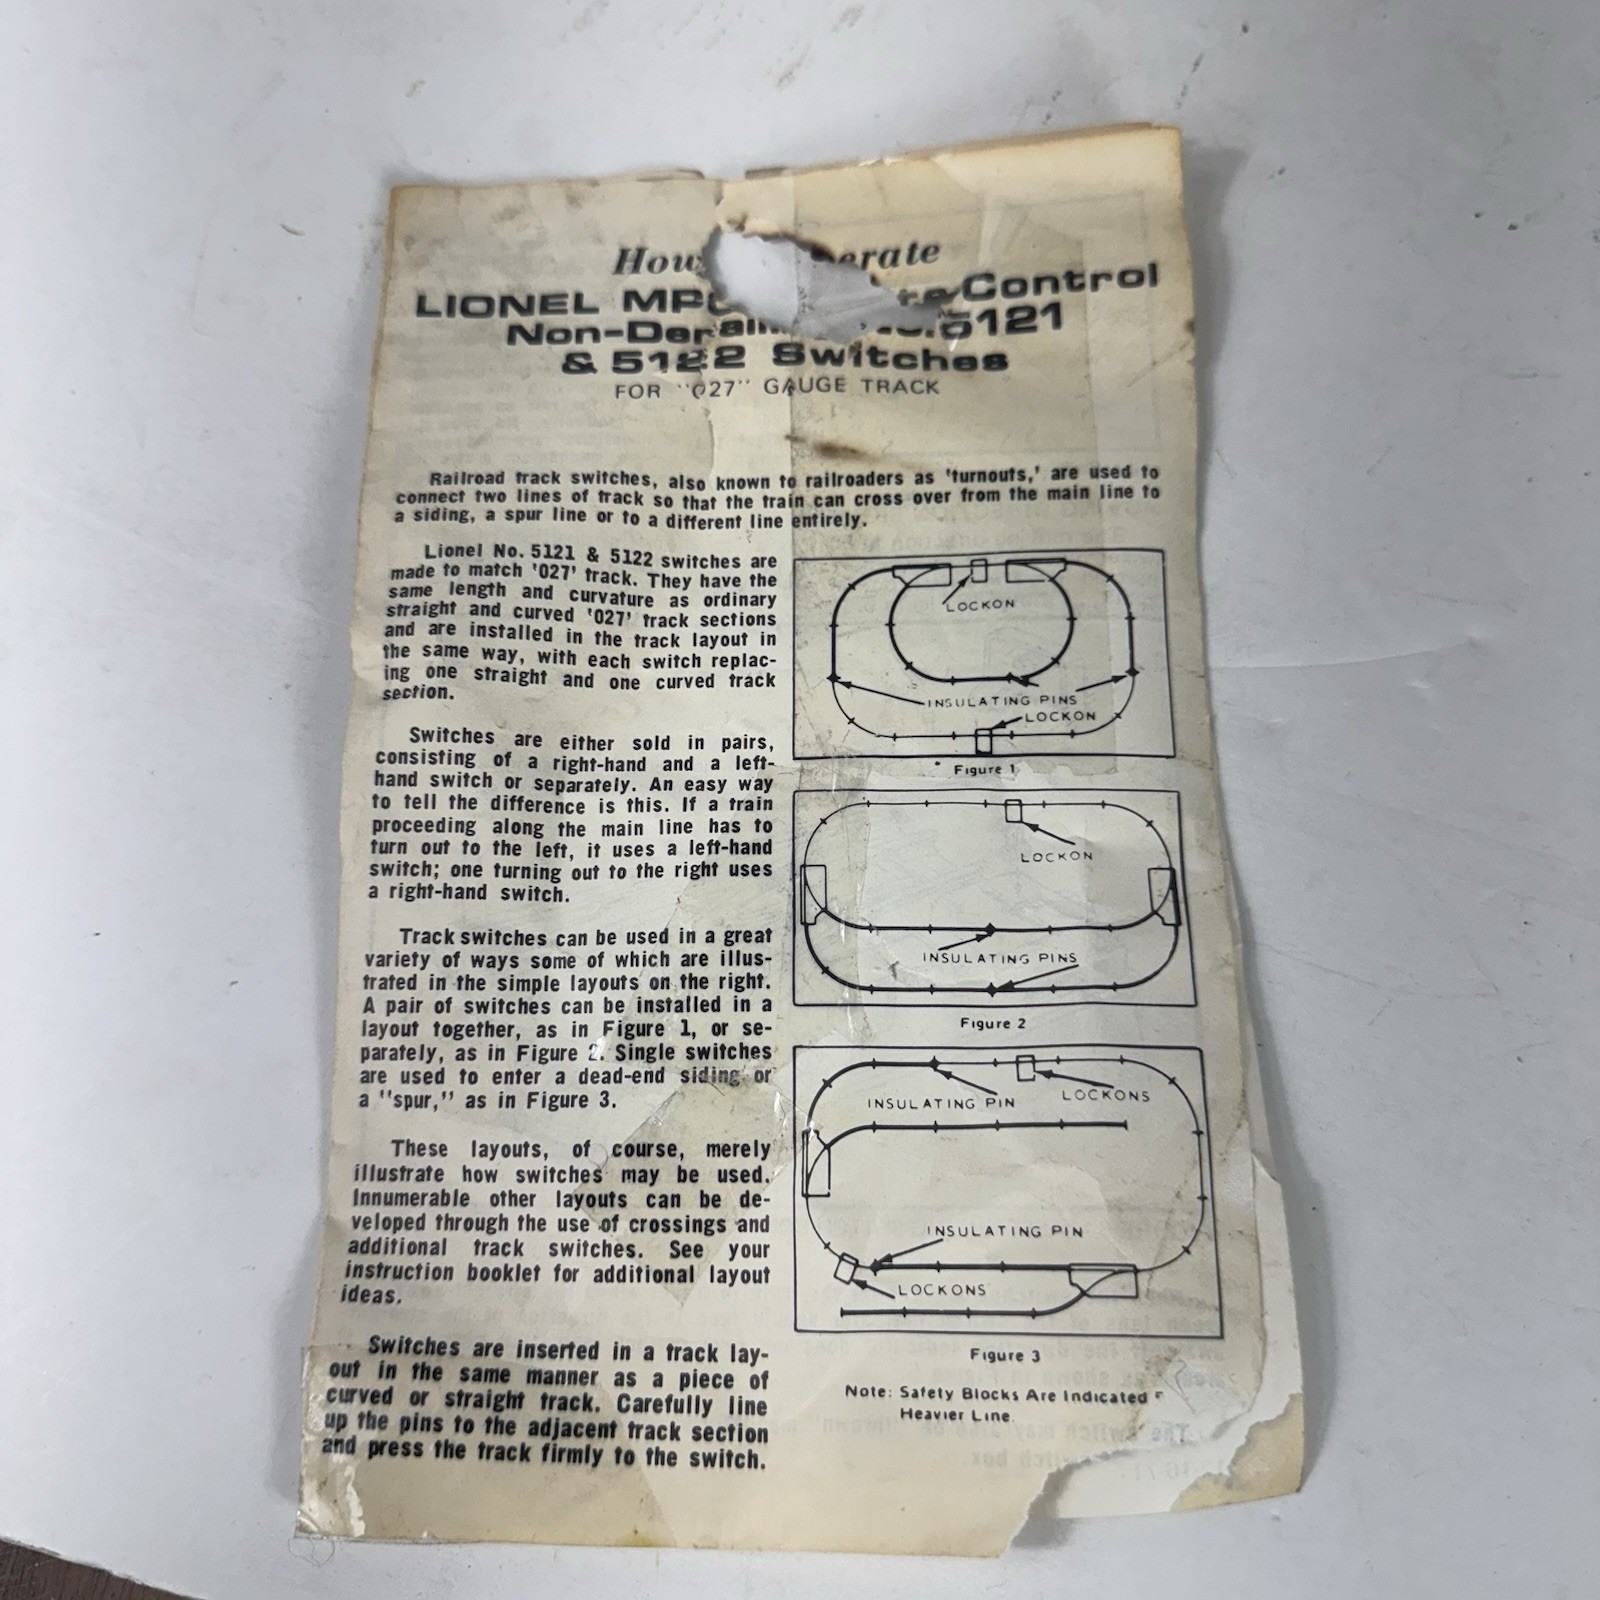 How erate
LIONEL MPC Control
Non-Derail 5121
& 5122 Switches
FOR "027" GAUGE TRACK
Railroad track switches, also known to railroaders as 'turnouts,' are used to
connect two lines of track so that the train can cross over from the main line to
a siding, a spur line or to a different line entirely.
Lionel No. 5121 & 5122 switches are
made to match '027' track. They have the
same length and curvature as ordinary
straight and curved '027' track sections
and are installed in the track layout in
the same way, with each switch replac-
ing one straight and one curved track
section.
Switches are either sold in pairs,
consisting of a right-hand and a left-
hand switch or separately. An easy way
to tell the difference is this. If a train
proceeding along the main line has to
turn out to the left, it uses a left-hand
switch; one turning out to the right uses
a right-hand switch.
Track switches can be used in a great
variety of ways some of which are illus-
trated in the simple layouts on the right.
A pair of switches can be installed in a
layout together, as in Figure 1, or se-
parately, as in Figure 2. Single switches
are used to enter a dead-end siding or
a "spur," as in Figure 3.
These layouts, of course, merely
illustrate how switches may be used.
Innumerable other layouts can be de-
veloped through the use of crossings and
additional track switches. See your
instruction booklet for additional layout
ideas.
Switches are inserted in a track lay-
out in the same manner as a piece of
curved or straight track. Carefully line
up the pins to the adjacent track section
and press the track firmly to the switch.
LOCKON
INSULATING PINS
LOCKON
Figure 1
LOCKON
INSULATING PINS
Figure 2
INSULATING PIN
LOCKONS
INSULATING PIN
LOCKONS
Figure 3
Note: Safety Blocks Are Indicated
Heavier Line